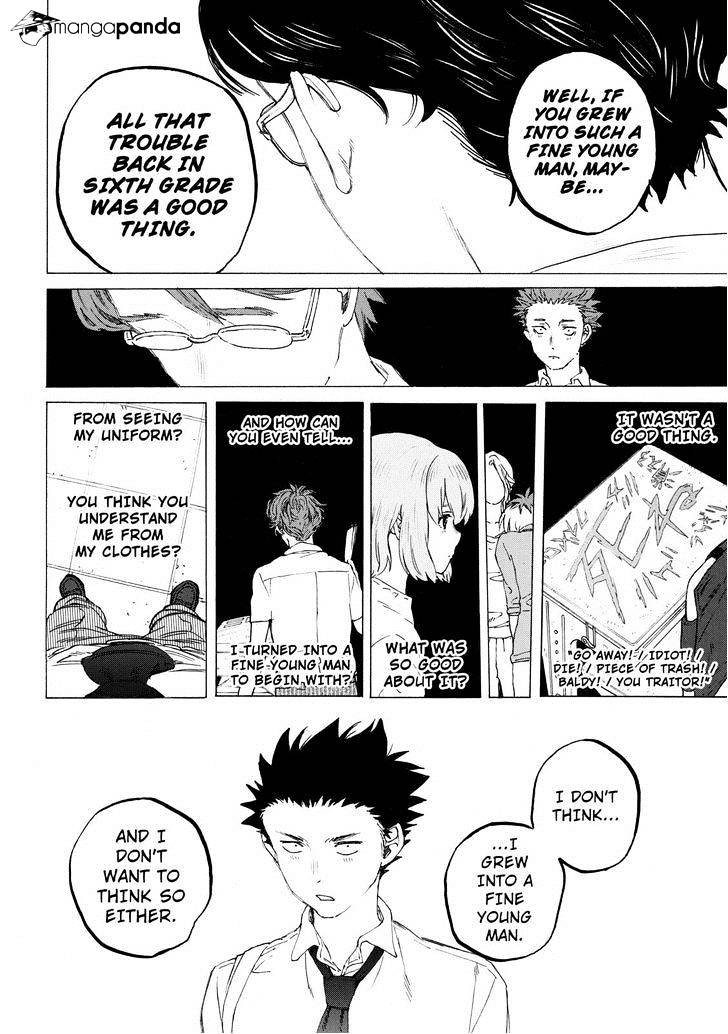 mangapanda
WELL, IF
YOU GREW
INTO SUCH A
FINE YOUNG
MAN, MAY-
BE...
ALL THAT
TROUBLE
BACK IN
SIXTH GRADE
WAS A GOOD
THING.
IT WASN'T A
GOOD THING.
死ネ
"GO AWAY! / IDIOT! /
DIE! / PIECE OF TRASH! /
BALDY! / YOU TRAITOR!"
WHAT WAS
SO GOOD
ABOUT IT?
AND HOW CAN
YOU EVEN TELL...
I TURNED INTO A
FINE YOUNG MAN
TO BEGIN WITH?
FROM SEEING
MY UNIFORM?
YOU THINK YOU
UNDERSTAND
ME FROM
MY CLOTHES?
I DON'T
THINK...
...I
GREW
INTO A
FINE
YOUNG
MAN.
AND I
DON'T
WANT TO
THINK SO
EITHER.